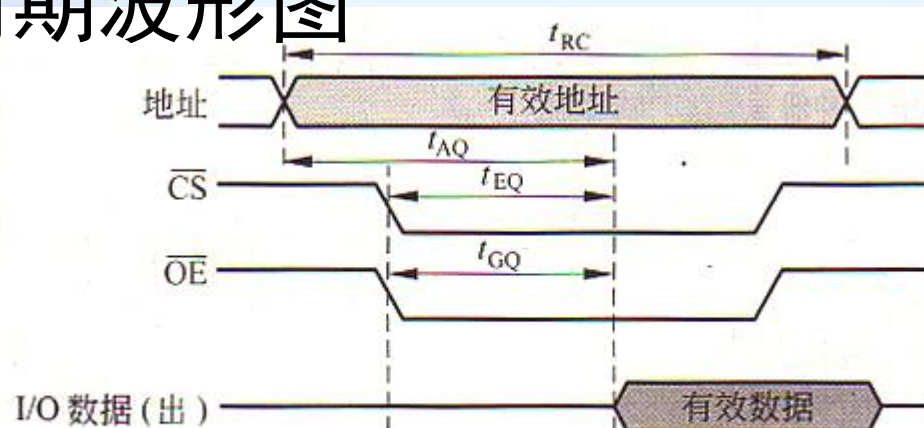 期波形图
tRC
地址
有效地址
tAQ
CS
tEQ
OE
tGQ
I/O 数据(出)
有效数据